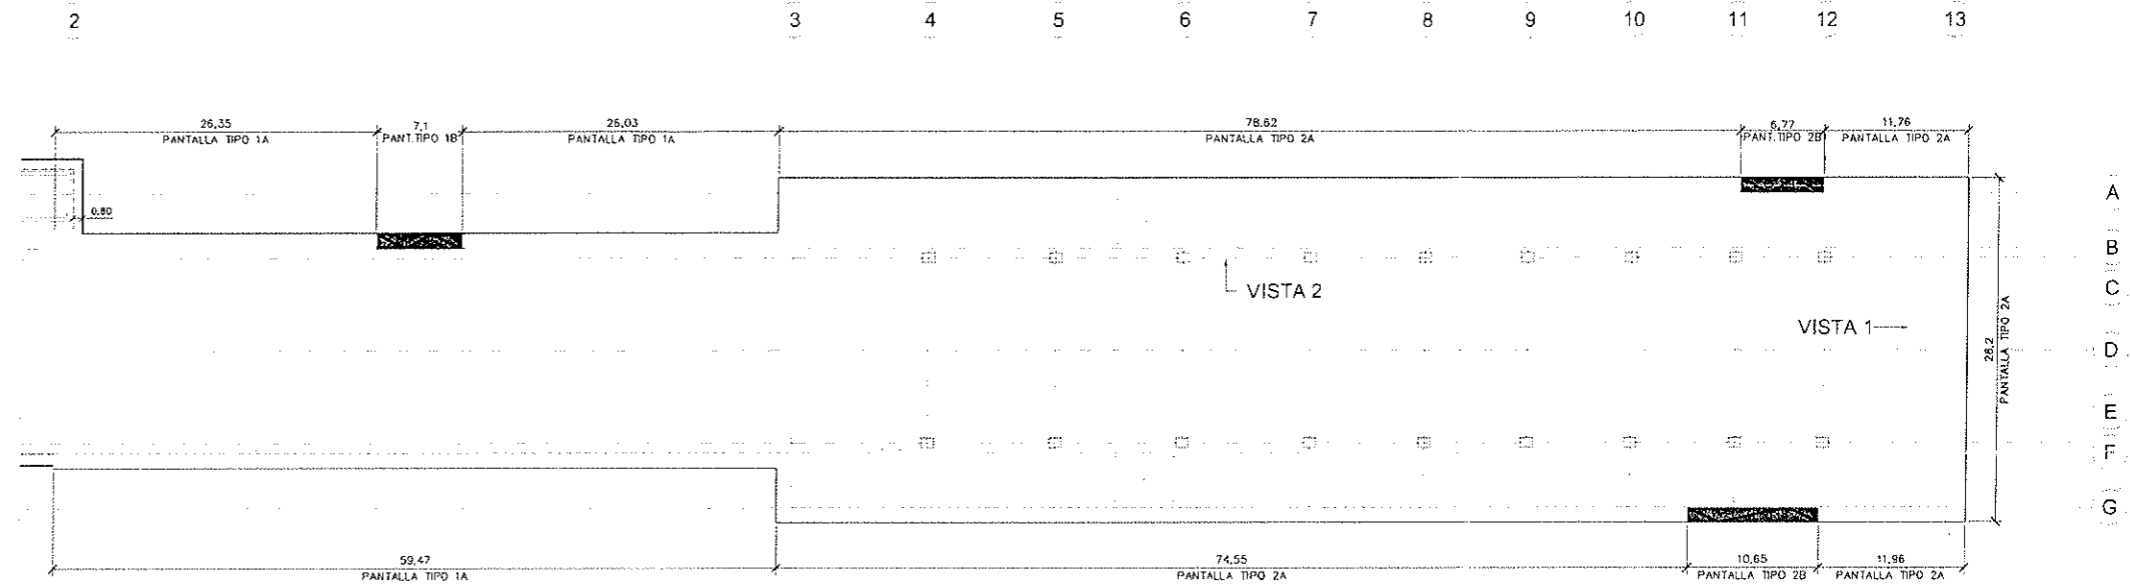 2 3 4 5 6 7 8 9 10 11 12 13
26,35 7,1 26,03 78,62 6,77 11,76
PANTALLA TIPO 1A PANT.TIPO 1B PANTALLA TIPO 1A PANTALLA TIPO 2A PANT.TIPO 2B PANTALLA TIPO 2A
A
0.80
B
C
VISTA 2
VISTA 1
28,2
PANTALLA TIPO 2A
D
E
F
G
59,47 74,55 10,65 11,96
PANTALLA TIPO 1A PANTALLA TIPO 2A PANTALLA TIPO 2B PANTALLA TIPO 2A